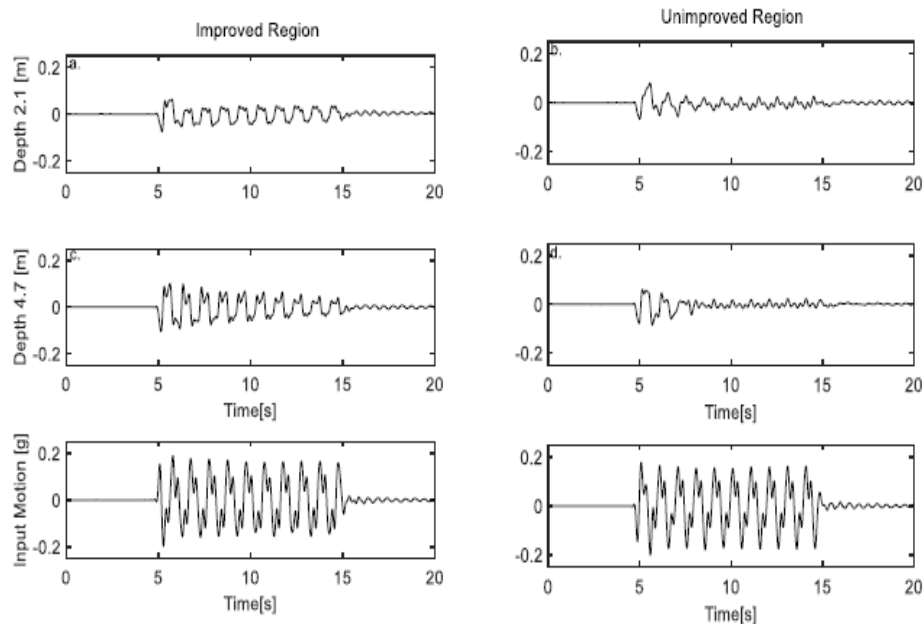 Improved Region
Unimproved Region
a.
Depth 2.1 [m]
0.2
0
-0.2
0 5 10 15 20
b.
0.2
0
-0.2
0 5 10 15 20
c.
Depth 4.7 [m]
0.2
0
-0.2
0 5 10 15 20
Time[s]
d.
0.2
0
-0.2
0 5 10 15 20
Time[s]
Input Motion [g]
0.2
0
-0.2
0 5 10 15 20
Time[s]
0.2
0
-0.2
0 5 10 15 20
Time[s]